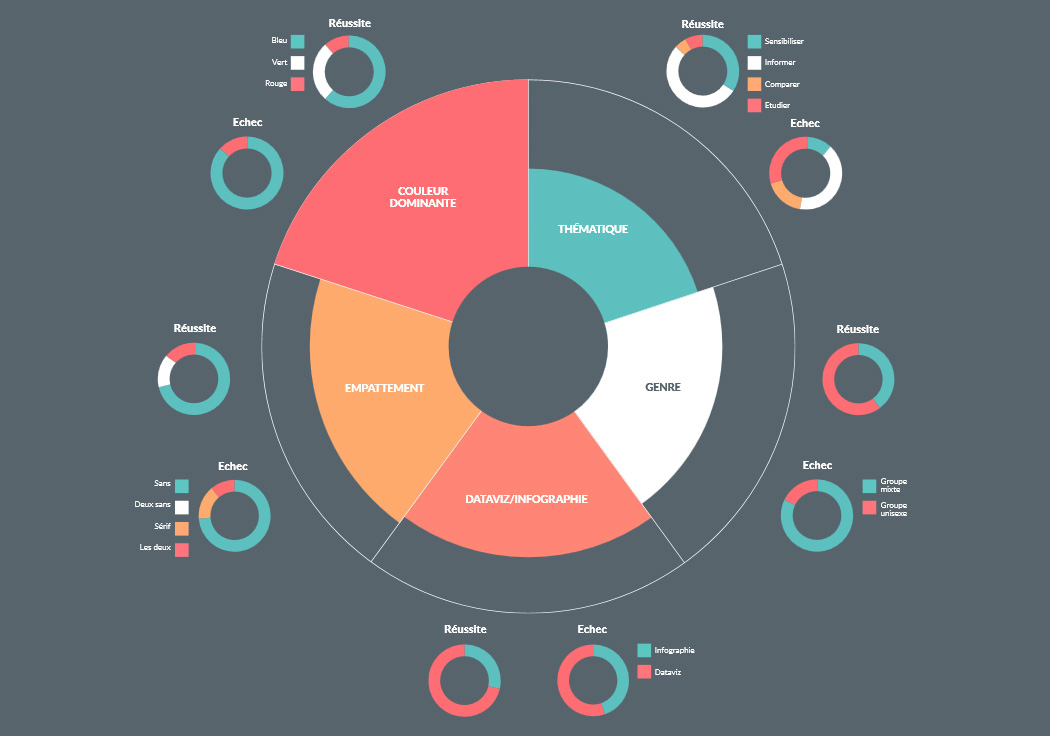 Réussite
Bleu
Vert
Rouge
Echec
Réussite
Sensibiliser
Informer
Comparer
Etudier
Echec
COULEUR
DOMINANTE
THÉMATIQUE
EMPATTEMENT
GENRE
DATAVIZ/INFOGRAPHIE
Réussite
Echec
Sans
Deux sans
Sérif
Les deux
Réussite
Echec
Groupe
mixte
Groupe
unisexe
Réussite
Echec
Infographie
Dataviz